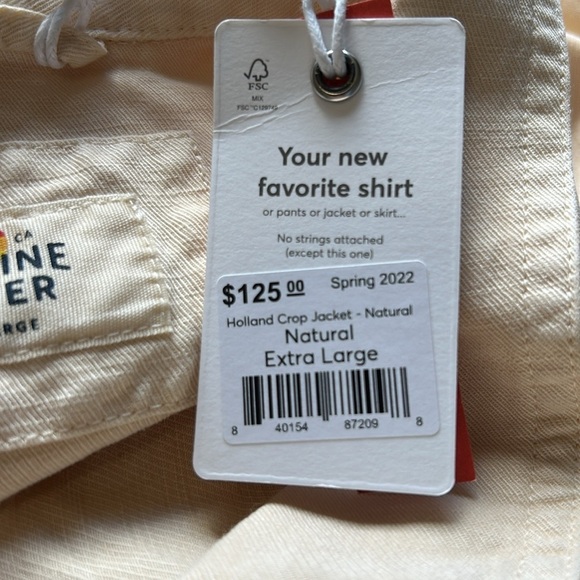 FSC
MIX
Your new
favorite shirt
or pants or jacket or skirt...
No strings attached
(except this one)
$125 00 Spring 2022
Holland Crop Jacket - Natural
Natural
Extra Large
8 40154 87209 8
CA
INE
ER
RGE